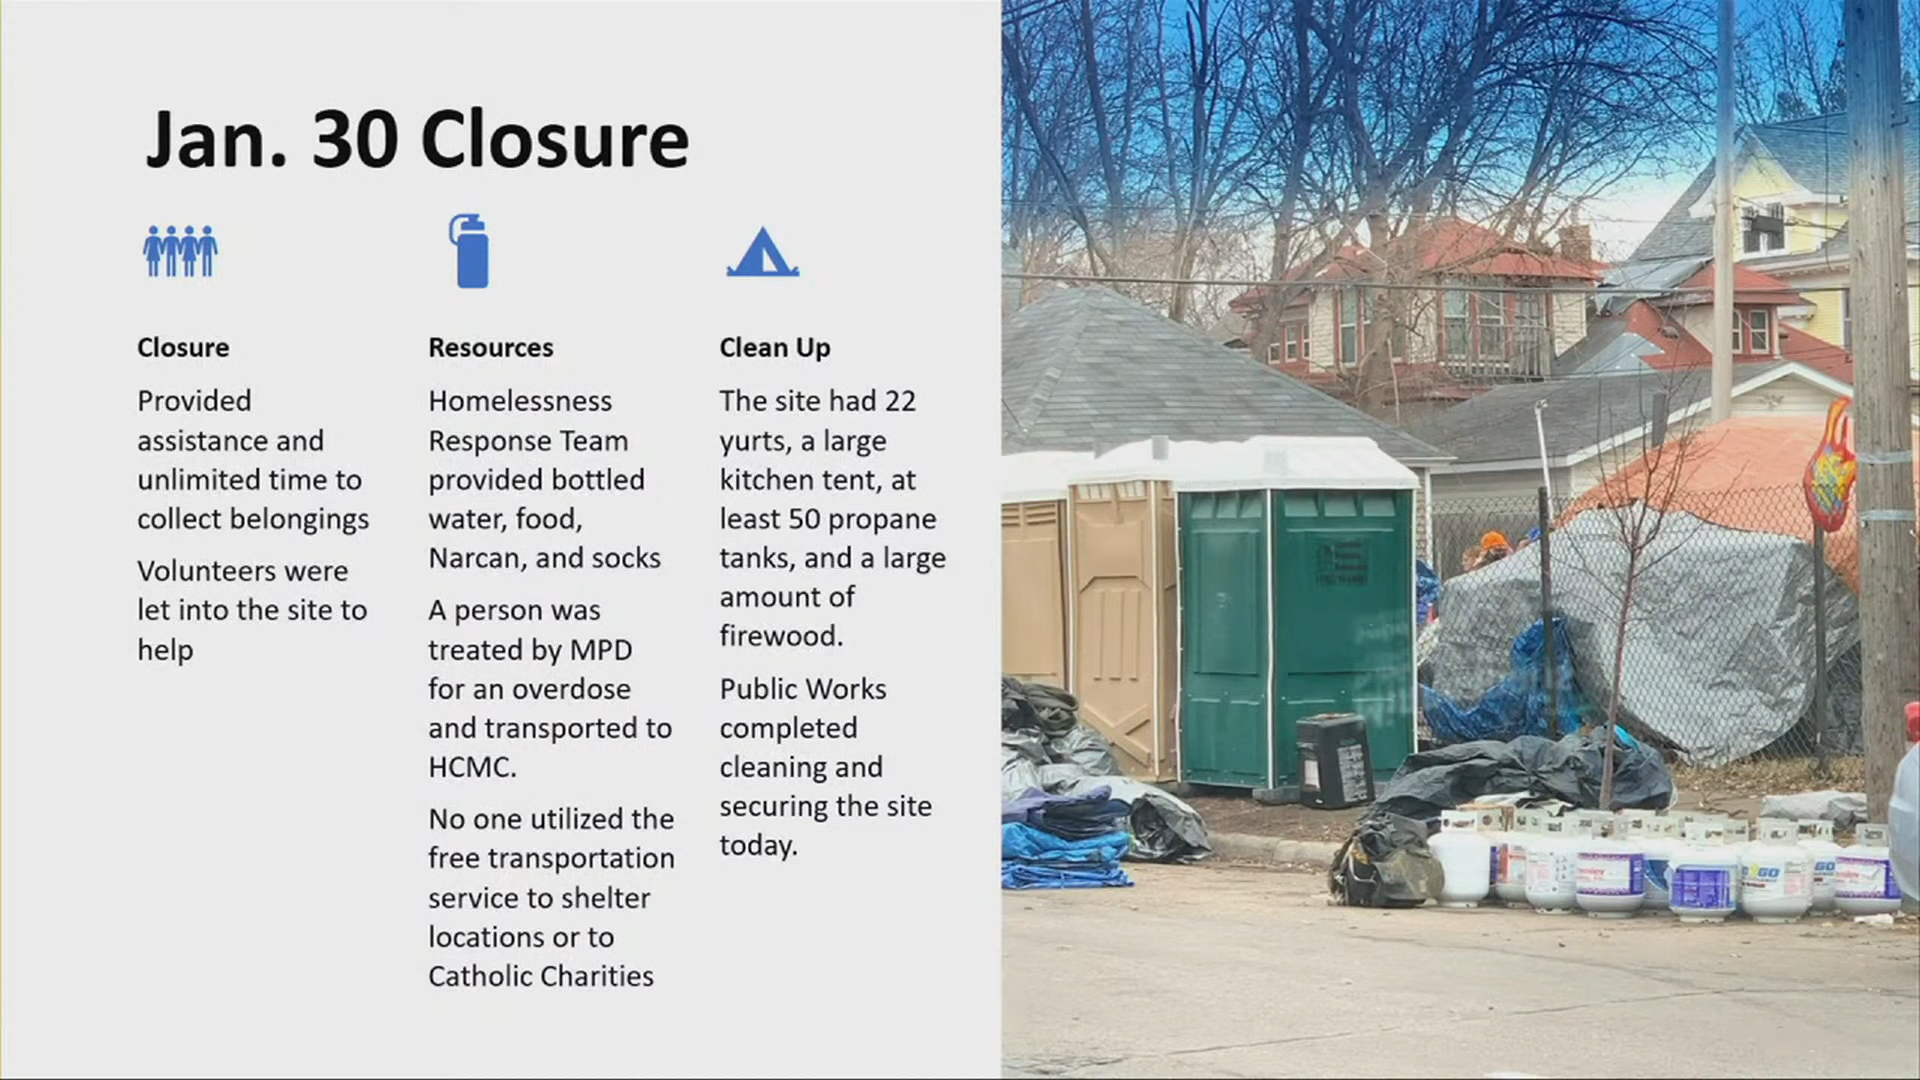 Jan. 30 Closure
Closure
Provided
assistance and
unlimited time to
collect belongings
Volunteers were
let into the site to
help
Resources
Homelessness
Response Team
provided bottled
water, food,
Narcan, and socks
A person was
treated by MPD
for an overdose
and transported to
HCMC.
No one utilized the
free transportation
service to shelter
locations or to
Catholic Charities
Clean Up
The site had 22
yurts, a large
kitchen tent, at
least 50 propane
tanks, and a large
amount of
firewood.
Public Works
completed
cleaning and
securing the site
today.